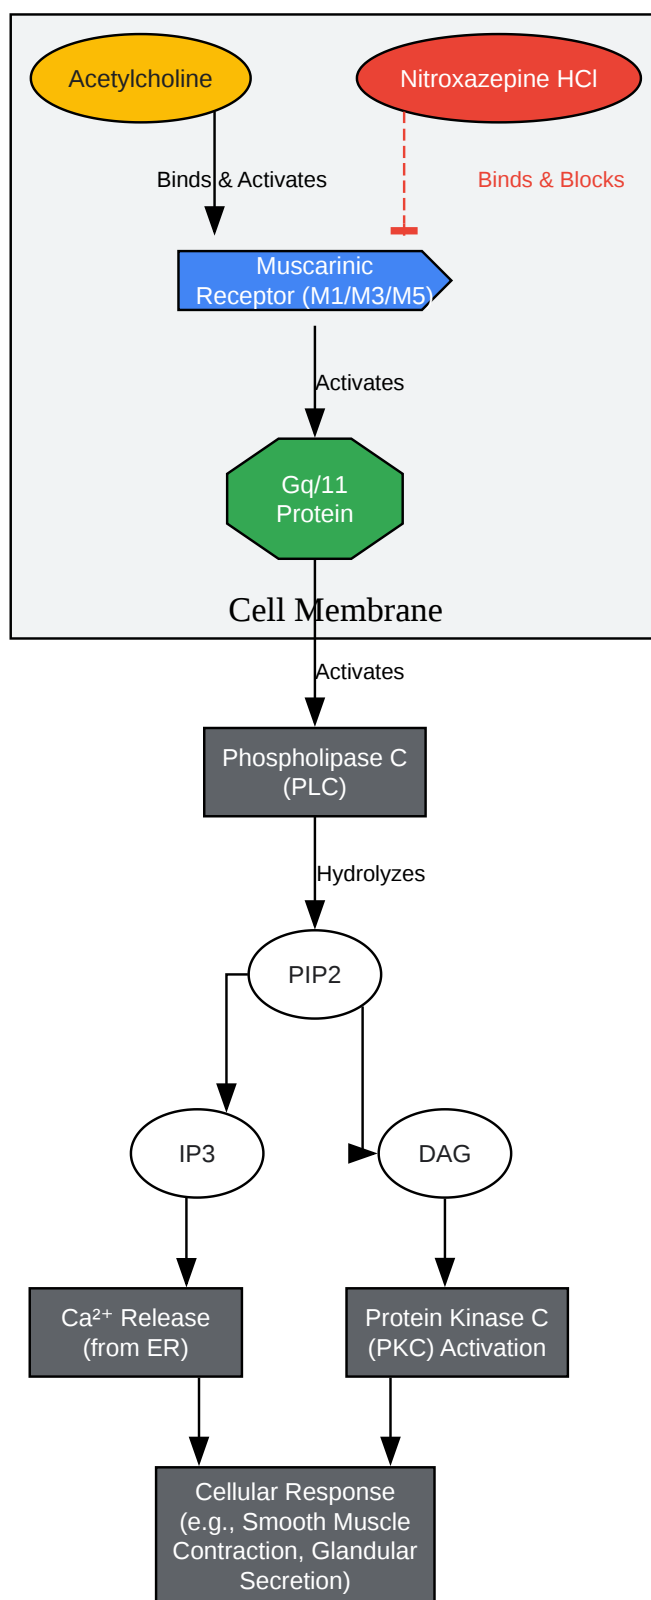 Acetylcholine
Nitroxazepine HCl
Binds & Activates
Binds & Blocks
Muscarinic
Receptor (M1/M3/M5)
Activates
Gq/11
Protein
Cell Membrane
Activates
Phospholipase C
(PLC)
Hydrolyzes
PIP2
IP3
DAG
Ca²⁺ Release
(from ER)
Protein Kinase C
(PKC) Activation
Cellular Response
(e.g., Smooth Muscle
Contraction, Glandular
Secretion)